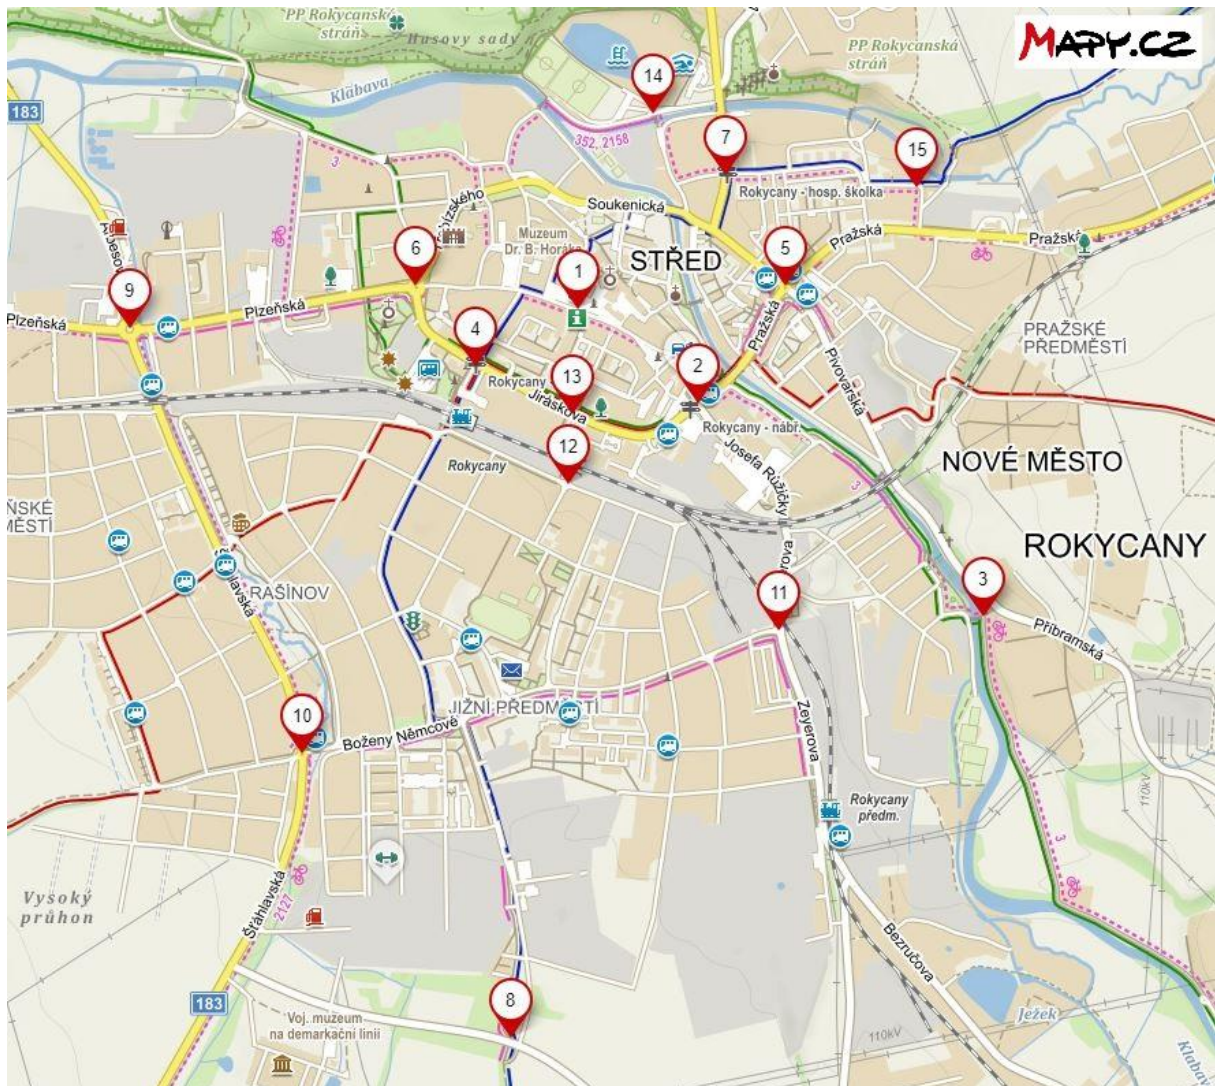 PP Rokycanská
stráň
Husovy sady
MAPY.CZ
PP Rokycanská
stráň
14
Klabava
183
352, 2158
7
15
3
Rokycany - hosp. školka
Soukenická
Muzeum
Dr. B. Horáka
6
STŘED
5
Pražská
Pražská
1
9
Plzeňská
Plzeňská
4
Pražská
PRAŽSKÉ
PŘEDMĚSTÍ
2
Pivovarská
13
Rokycany
Jiráskova
Rokycany - nábř.
12
Rokycany
Josefa Růžičky
NOVÉ MĚSTO
3
ROKYCANY
11
3
RAŠÍNOV
Příbramská
10
JIŽNÍ PŘEDMĚSTÍ
Boženy Němcové
Zeyerova
Rokycany
předm.
110kV
3
Vysoký
průhon
Šťáhlavská
2127
Bezručova
183
8
Voj. muzeum
na demarkační linii
Ježek
110kV
Klabava